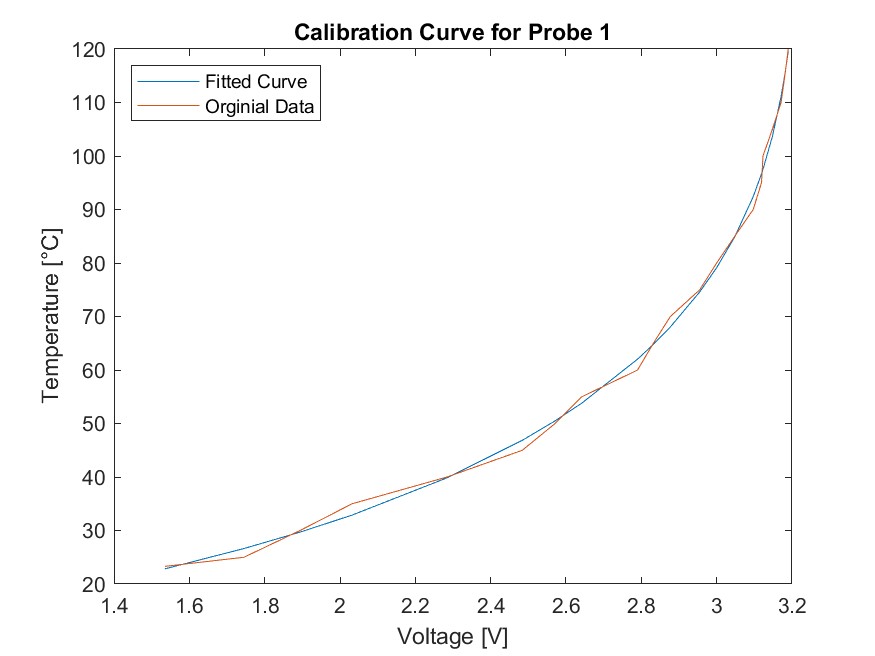 Calibration Curve for Probe 1
Fitted Curve
Orginial Data
Temperature [°C]
120
110
100
90
80
70
60
50
40
30
20
1.4 1.6 1.8 2 2.2 2.4 2.6 2.8 3 3.2
Voltage [V]